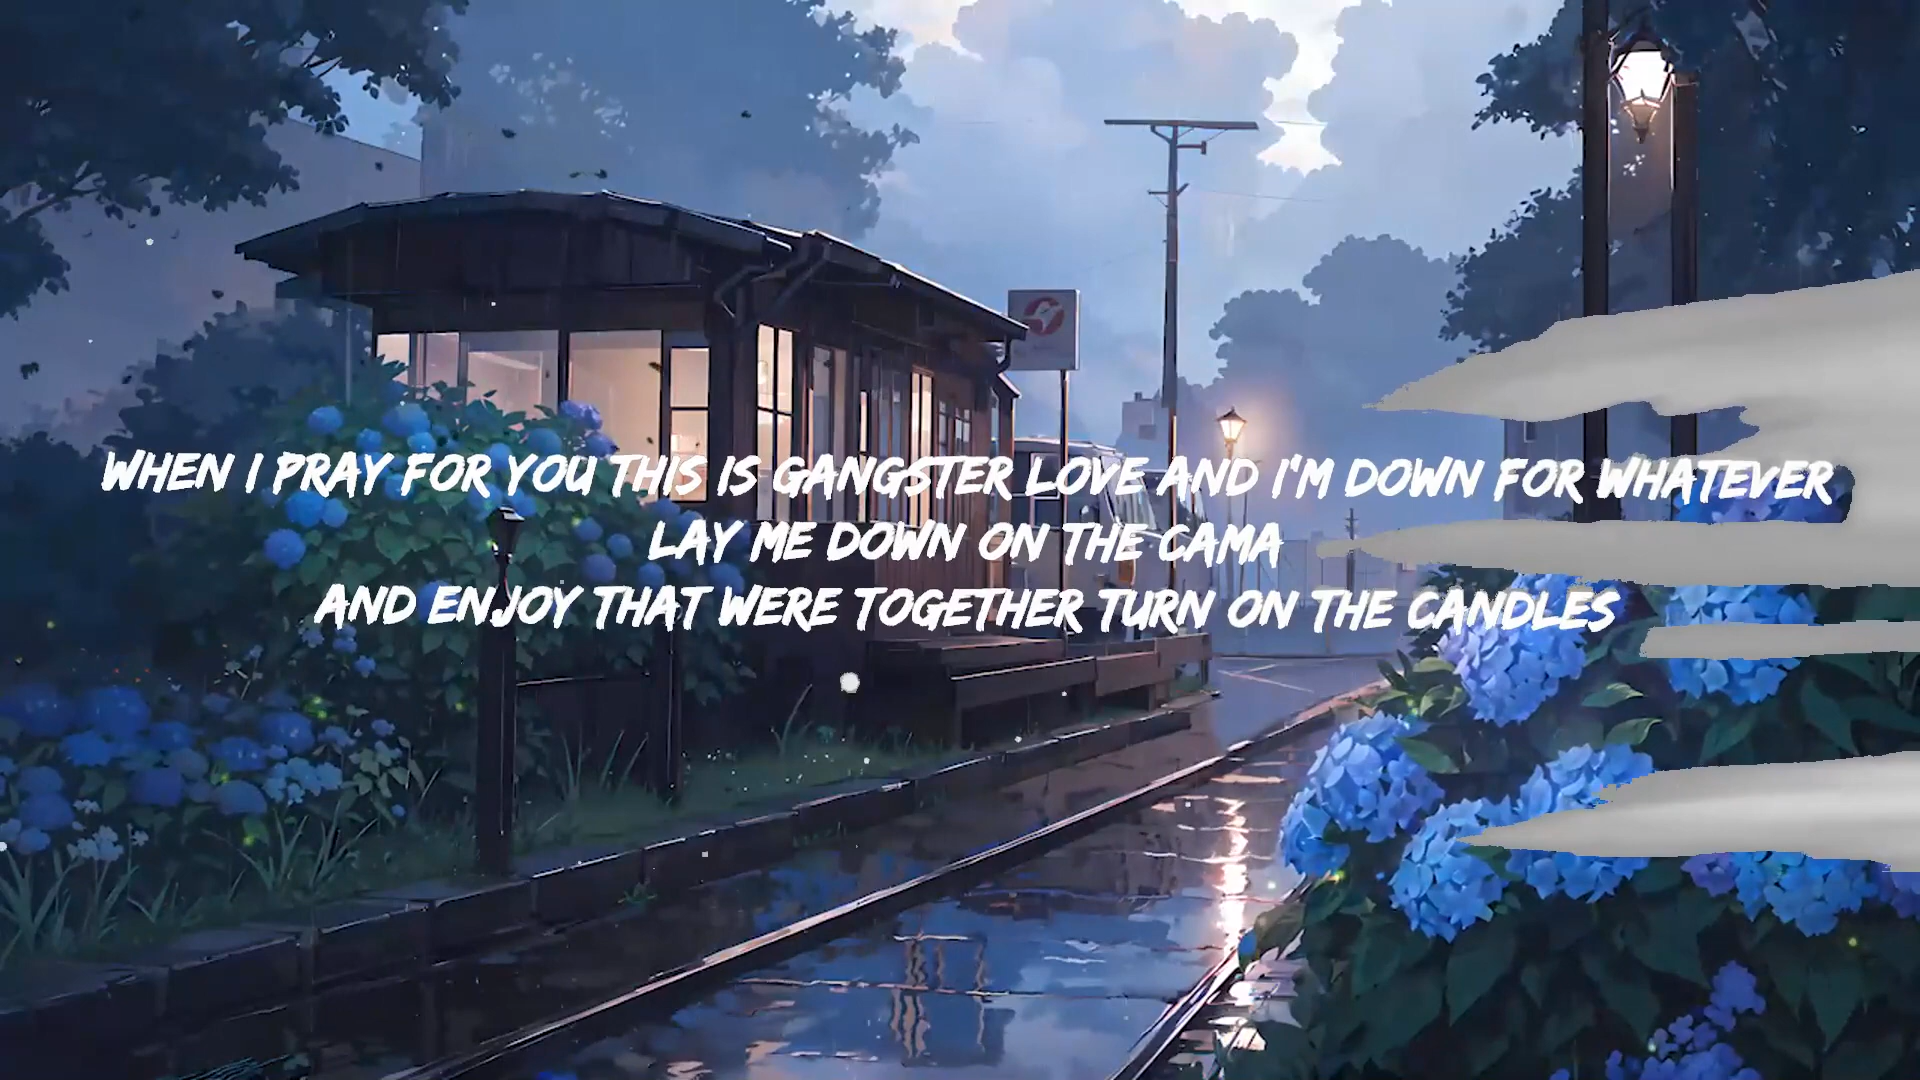 WHEN I PRAY FOR YOU THIS IS GANGSTER LOVE AND I'M DOWN FOR WHATEVER
LAY ME DOWN ON THE CAMA
AND ENJOY THAT WERE TOGETHER TURN ON THE CANDLES